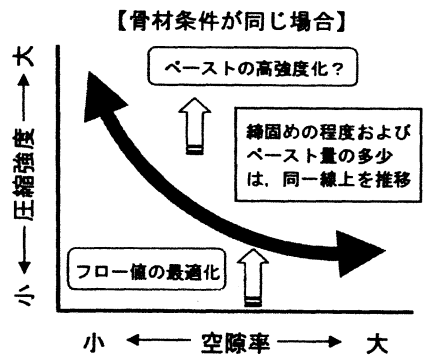 【骨材条件が同じ場合】
ペーストの高強度化？
締固めの程度および
ペースト量の多少
は，同一線上を推移
フロー値の最適化
小 ← 圧縮強度 → 大
小 ← 空隙率 → 大